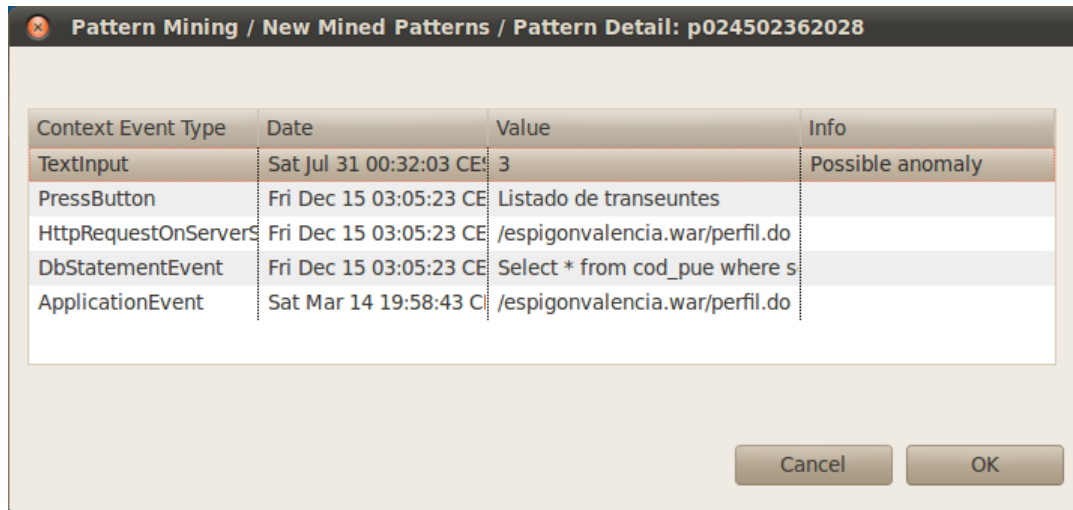 Pattern Mining / New Mined Patterns / Pattern Detail: p024502362028
Context Event Type Date Value Info
TextInput Sat Jul 31 00:32:03 CES 3 Possible anomaly
PressButton Fri Dec 15 03:05:23 CE Listado de transeuntes
HttpRequestOnServerS Fri Dec 15 03:05:23 CE /espigonvalencia.war/perfil.do
DbStatementEvent Fri Dec 15 03:05:23 CE Select * from cod_pue where s
ApplicationEvent Sat Mar 14 19:58:43 C /espigonvalencia.war/perfil.do
Cancel OK